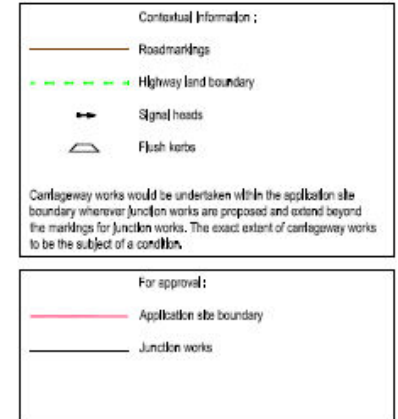 Contextual Information :
Roadmarkings
Highway land boundary
Signal heads
Flush kerbs
Carriageway works would be undertaken within the application site
boundary wherever junction works are proposed and extend beyond
the markings for junction works. The exact extent of carriageway works
to be the subject of a condition.
For approval :
Application site boundary
Junction works